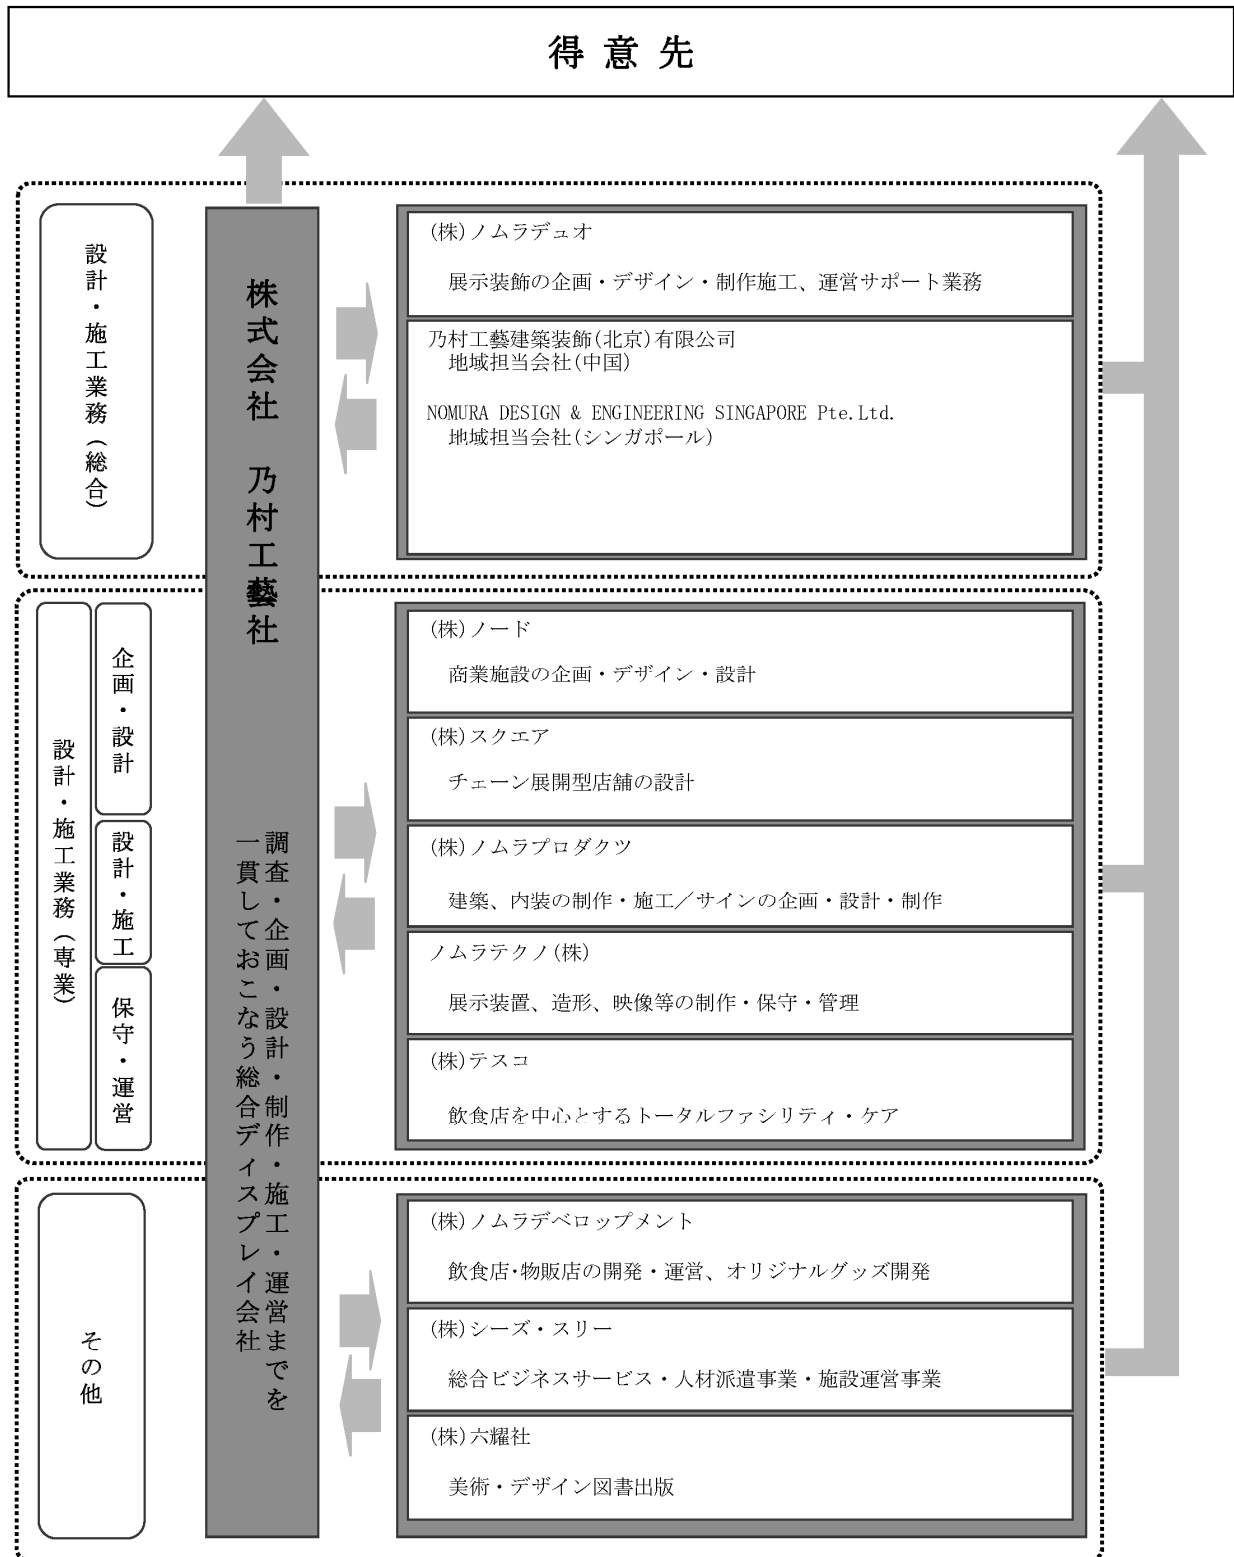 得意先
設計・施工業務（総合）
株式会社　乃村工藝社
調査・企画・設計・制作・施工・運営までを
一貫しておこなう総合ディスプレイ会社
(株)ノムラデュオ
展示装飾の企画・デザイン・制作施工、運営サポート業務
乃村工藝建築装飾(北京)有限公司
地域担当会社(中国)
NOMURA DESIGN & ENGINEERING SINGAPORE Pte.Ltd.
地域担当会社(シンガポール)
設計・施工業務（専業）
企画・設計
設計・施工
保守・運営
(株)ノード
商業施設の企画・デザイン・設計
(株)スクエア
チェーン展開型店舗の設計
(株)ノムラプロダクツ
建築、内装の制作・施工／サインの企画・設計・制作
ノムラテクノ(株)
展示装置、造形、映像等の制作・保守・管理
(株)テスコ
飲食店を中心とするトータルファシリティ・ケア
その他
(株)ノムラデベロップメント
飲食店･物販店の開発・運営、オリジナルグッズ開発
(株)シーズ・スリー
総合ビジネスサービス・人材派遣事業・施設運営事業
(株)六耀社
美術・デザイン図書出版